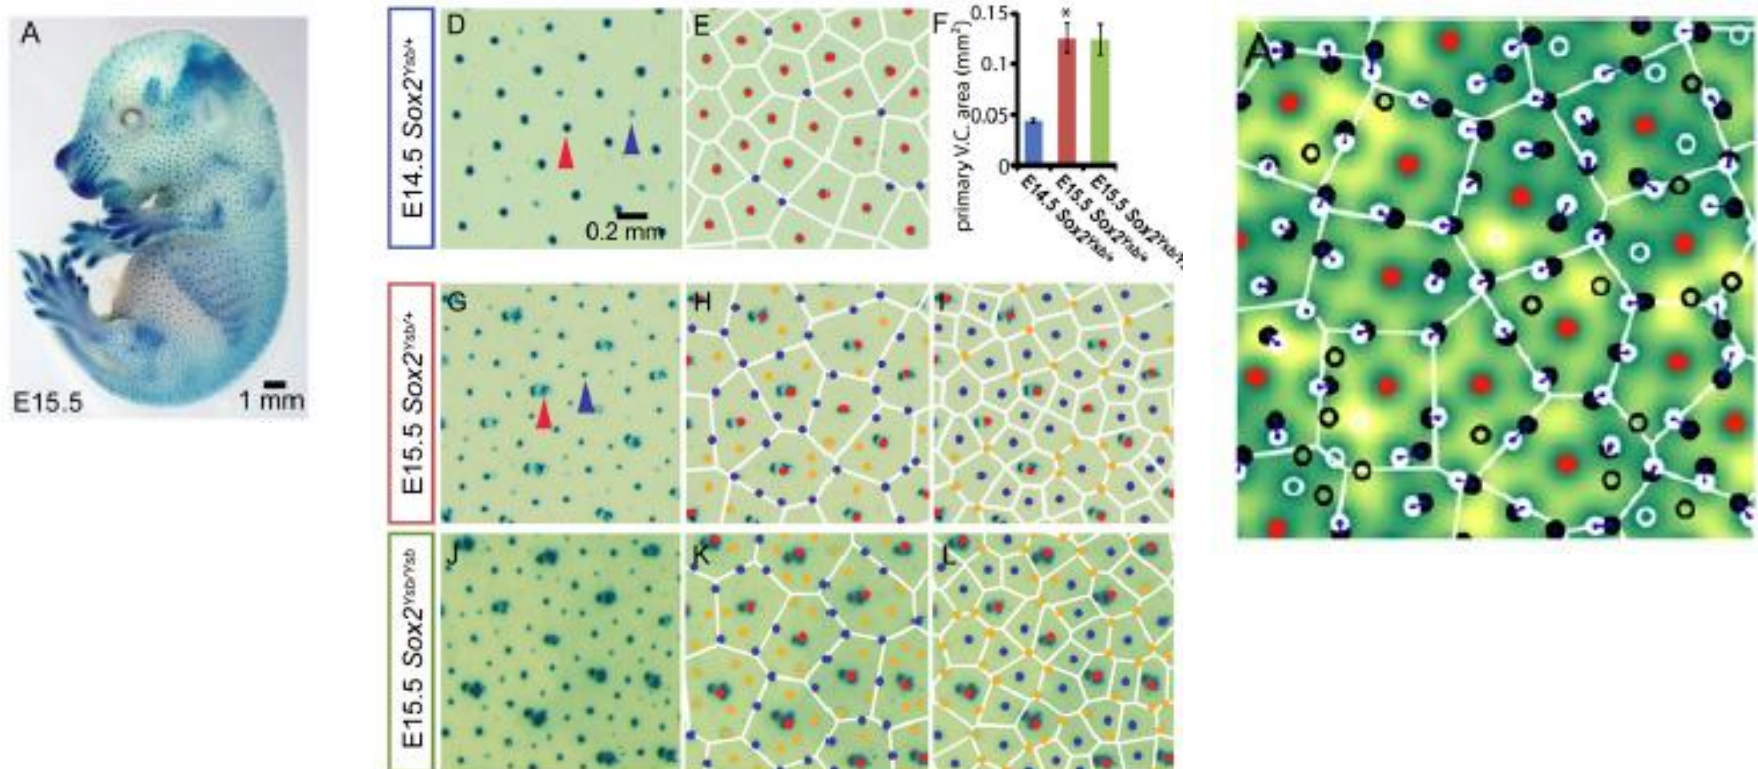 A
E15.5
1 mm
E14.5 Sox2Ysb/+
D
0.2 mm
E
F
primary V.C. area (mm2)
0.15
0.1
0.05
0
*
E14.5 Sox2Ysb/+
E15.5 Sox2Ysb/+
E15.5 Sox2Ysb/Y
E15.5 Sox2Ysb/+
G
H
I
E15.5 Sox2Ysb/Ysb
J
K
L
A